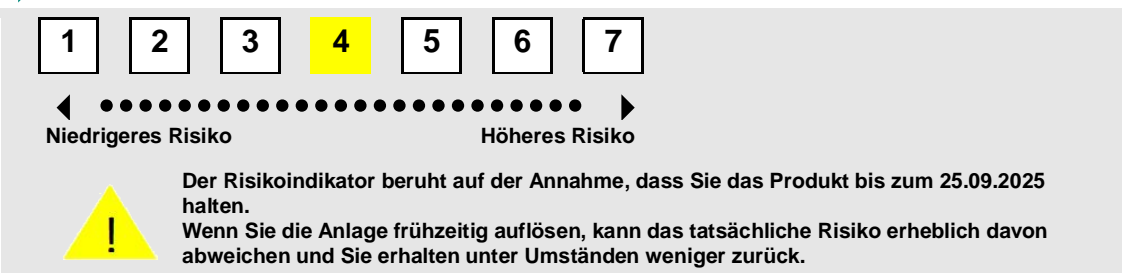 1 2 3 4 5 6 7
Niedrigeres Risiko Höheres Risiko
Der Risikoindikator beruht auf der Annahme, dass Sie das Produkt bis zum 25.09.2025
halten.
! Wenn Sie die Anlage frühzeitig auflösen, kann das tatsächliche Risiko erheblich davon
abweichen und Sie erhalten unter Umständen weniger zurück.